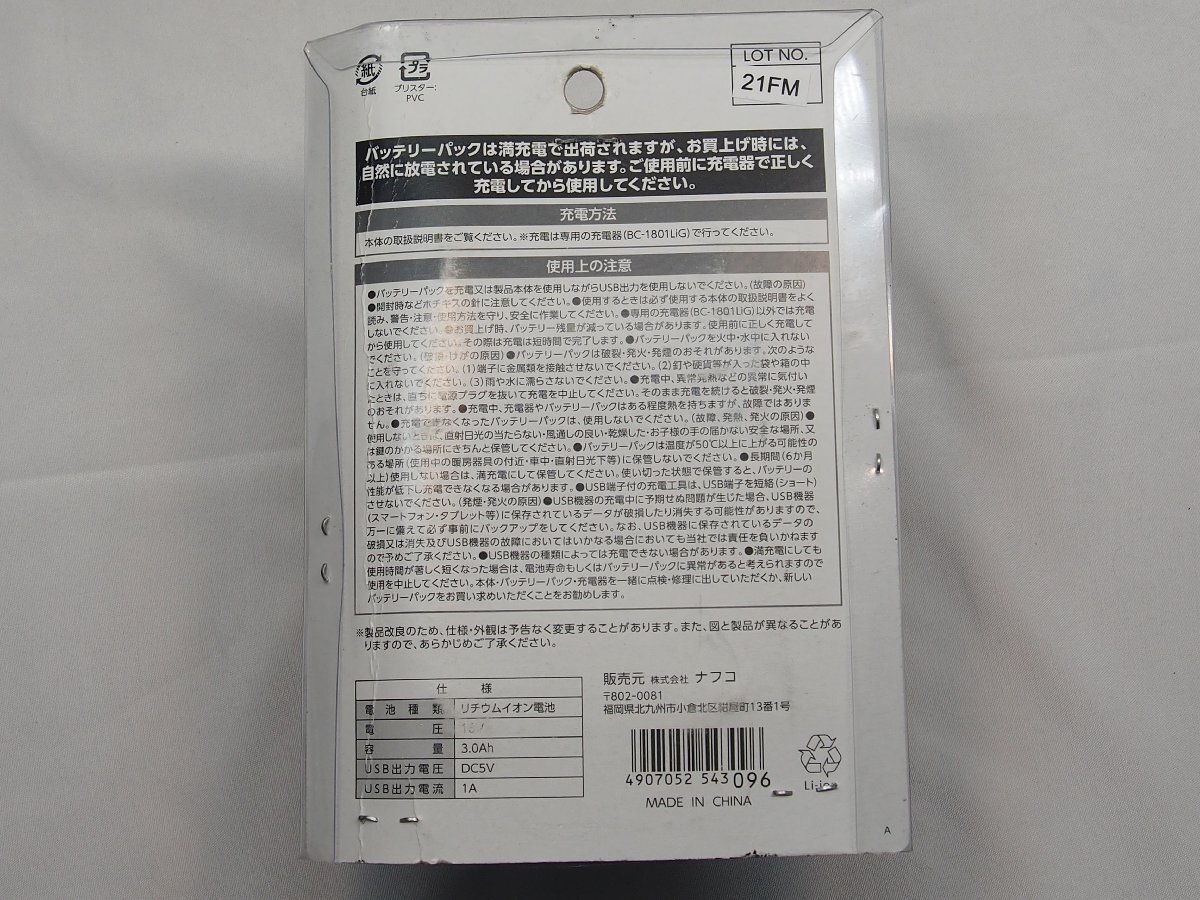 紙
台紙
プラ
ブリスター:
PVC
LOT NO.
21FM
バッテリーパックは満充電で出荷されますが、お買上げ時には、
自然に放電されている場合があります。ご使用前に充電器で正しく
充電してから使用してください。
充電方法
本体の取扱説明書をご覧ください。※充電は専用の充電器(BC-1801LiG)で行ってください。
使用上の注意
●バッテリーパックを充電又は製品本体を使用しながらUSB出力を使用しないでください。(故障の原因)
●開封時などホチキスの針に注意してください。●使用するときは必ず使用する本体の取扱説明書をよく
読み、警告・注意・使用方法を守り、安全に作業してください。●専用の充電器(BC-1801LiG)以外では充電
しないでください。●お買上げ時、バッテリー残量が減っている場合があります。使用前に正しく充電して
から使用してください。その際は充電は短時間で完了します。●バッテリーパックを火中・水中に入れない
でください。(破損・けがの原因)●バッテリーパックは破裂・発火・発煙のおそれがあります。次のような
ことを守ってください。(1)端子に金属類を接触させないでください。(2)釘や硬貨等が入った袋や箱の中
に入れないでください。(3)雨や水に濡らさないでください。●充電中、異常発熱などの異常に気付い
たときは、直ちに電源プラグを抜いて充電を中止してください。そのまま充電を続けると破裂・発火・発煙
のおそれがあります。●充電中、充電器やバッテリーパックはある程度熱を持ちますが、故障ではありま
せん。●充電できなくなったバッテリーパックは、使用しないでください。(故障、発熱、発火の原因)●
使用しないときは、直射日光の当たらない・風通しの良い・乾燥した・お子様の手の届かない安全な場所、又
は鍵のかかる場所にきちんと保管してください。●バッテリーパックは温度が50℃以上に上がる可能性の
ある場所(使用中の暖房器具の付近・車中・直射日光下等)に保管しないでください。●長期間(6か月
以上)使用しない場合は、満充電にして保管してください。使い切った状態で保管すると、バッテリーの
性能が低下し充電できなくなる場合があります。●USB端子付の充電工具は、USB端子を短絡(ショート)
させないでください。(発煙・発火の原因)●USB機器の充電中に予期せぬ問題が生じた場合、USB機器
(スマートフォン・タブレット等)に保存されているデータが破損したり消失する可能性がありますので、
万一に備えて必ず事前にバックアップをしてください。なお、USB機器に保存されているデータの
破損又は消失及びUSB機器の故障においてはいかなる場合においても当社では責任を負いかねます
ので予めご了承ください。●USB機器の種類によっては充電できない場合があります。●満充電にしても
使用時間が著しく短くなった場合は、電池寿命もしくはバッテリーパックに異常があると考えられますので
使用を中止してください。本体・バッテリーパック・充電器を一緒に点検・修理に出していただくか、新しい
バッテリーパックをお買い求めいただくことをお勧めします。
※製品改良のため、仕様・外観は予告なく変更することがあります。また、図と製品が異なることがあ
りますので、あらかじめご了承ください。
仕 様
電池種類 リチウムイオン電池
電 圧
容 量 3.0Ah
USB出力電圧 DC5V
USB出力電流 1A
販売元 株式会社 ナフコ
〒802-0081
福岡県北九州市小倉北区紺屋町13番1号
4907052 543096
MADE IN CHINA
Li-ion
A